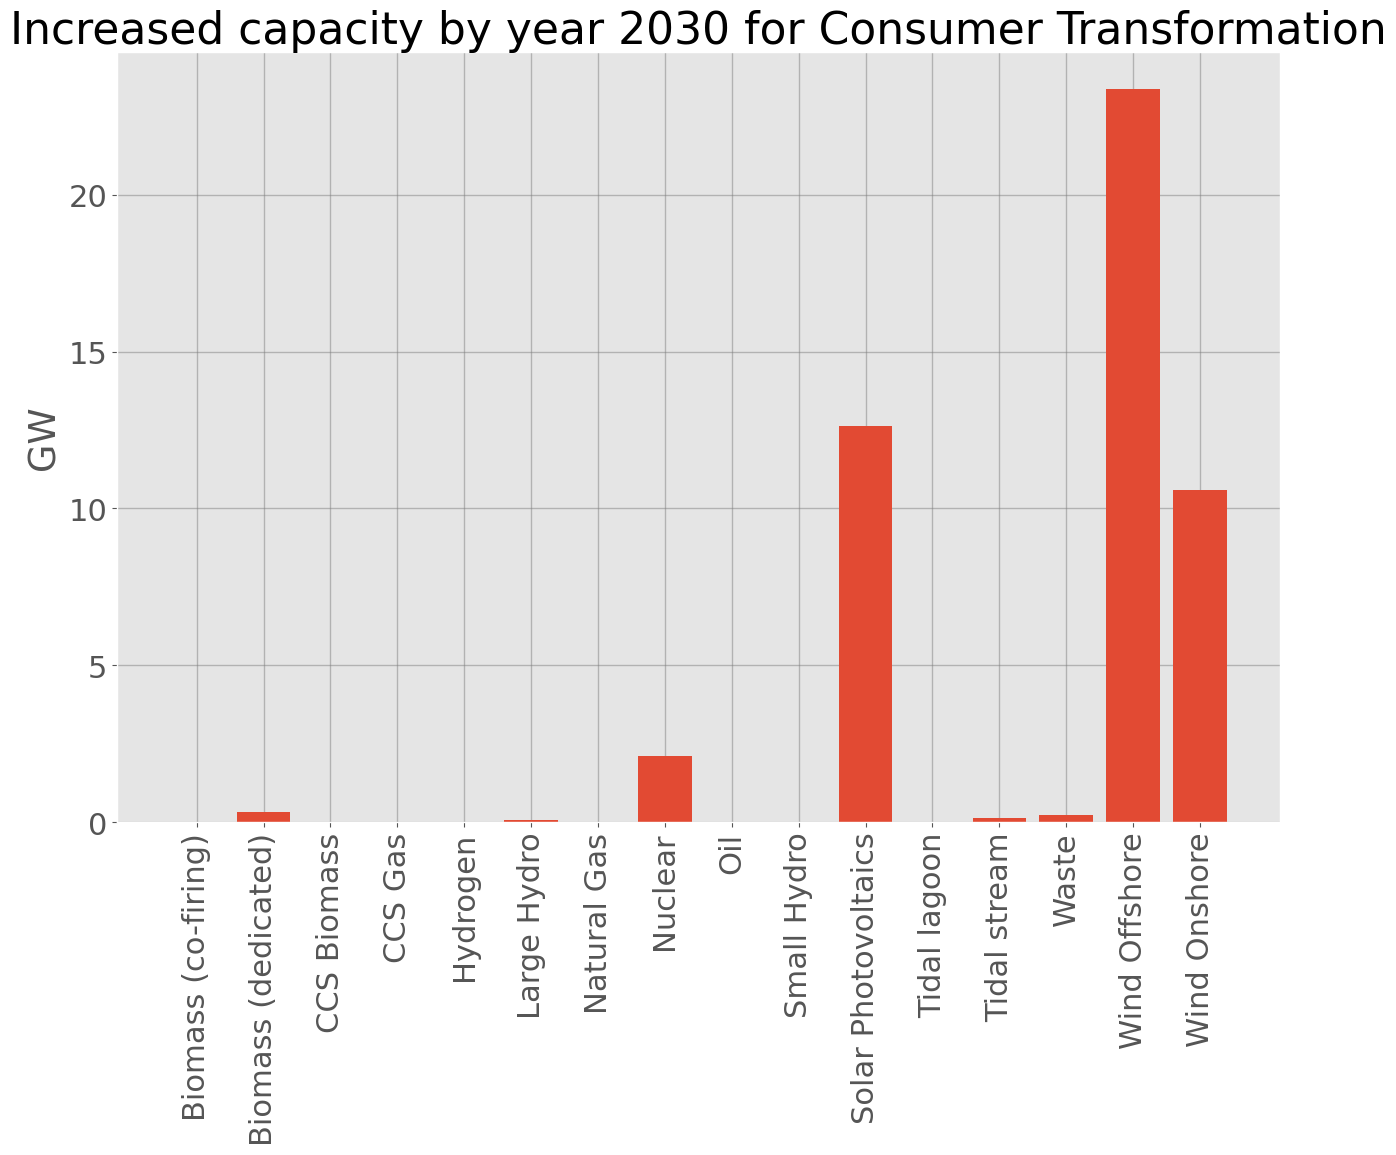 Increased capacity by year 2030 for Consumer Transformation
GW
20
15
10
5
0
Biomass (co-firing)
Biomass (dedicated)
CCS Biomass
CCS Gas
Hydrogen
Large Hydro
Natural Gas
Nuclear
Oil
Small Hydro
Solar Photovoltaics
Tidal lagoon
Tidal stream
Waste
Wind Offshore
Wind Onshore